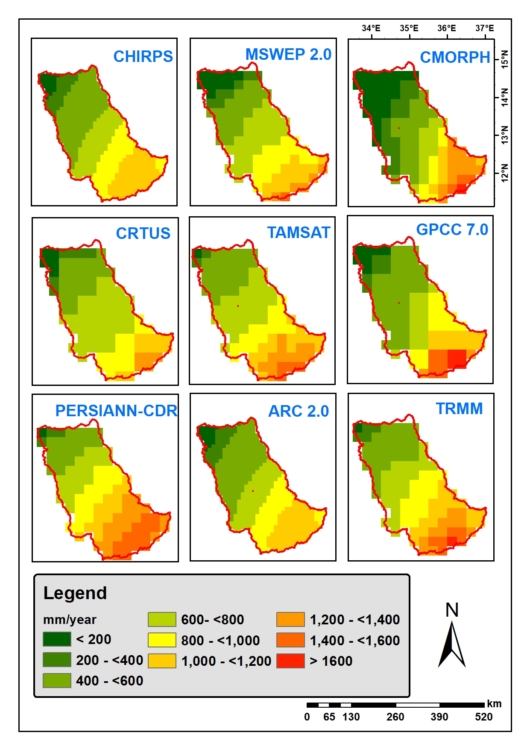 34°E 35°E 36°E 37°E
CHIRPS MSWEP 2.0 CMORPH
15°N
14°N
13°N
12°N
CRTUS TAMSAT GPCC 7.0
PERSIANN-CDR ARC 2.0 TRMM
Legend
mm/year
< 200
200 - <400
400 - <600
600- <800
800 - <1,000
1,000 - <1,200
1,200 - <1,400
1,400 - <1,600
> 1600
N
km
0 65 130 260 390 520